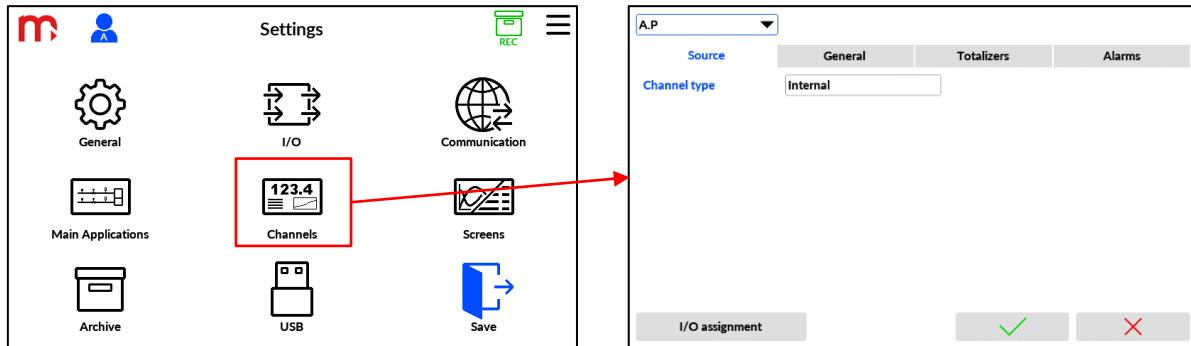 Settings
A
REC
General
I/O
Communication
123.4
Main Applications
Channels
Screens
Archive
USB
Save
A.P
Source General Totalizers Alarms
Channel type Internal
I/O assignment